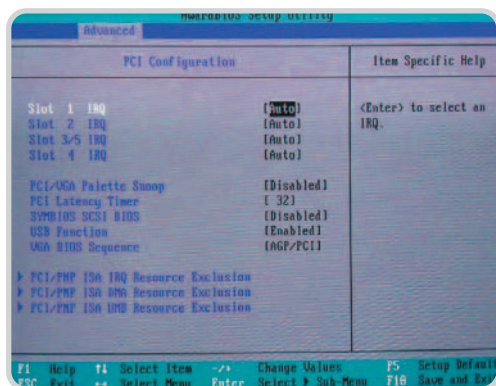 AwardBIOS Setup Utility
Advanced
PCI Configuration
Item Specific Help
Slot 1 IRQ [Auto]
Slot 2 IRQ [Auto]
Slot 3/5 IRQ [Auto]
Slot 4 IRQ [Auto]
<Enter> to select an
IRQ.
PCI/VGA Palette Snoop [Disabled]
PCI Latency Timer [ 32]
SYMBIOS SCSI BIOS [Disabled]
USB Function [Enabled]
VGA BIOS Sequence [AGP/PCI]
PCI/PNP ISA IRQ Resource Exclusion
PCI/PNP ISA DMA Resource Exclusion
PCI/PNP ISA UMB Resource Exclusion
F1 Help ↑↓ Select Item -/+ Change Values F5 Setup Defaul
ESC Exit ↔ Select Menu Enter Select ▶ Sub-Menu F10 Save and Exit